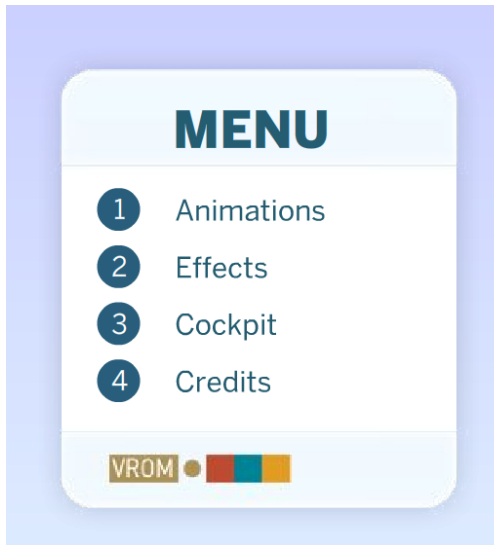 MENU
1 Animations
2 Effects
3 Cockpit
4 Credits
VROM